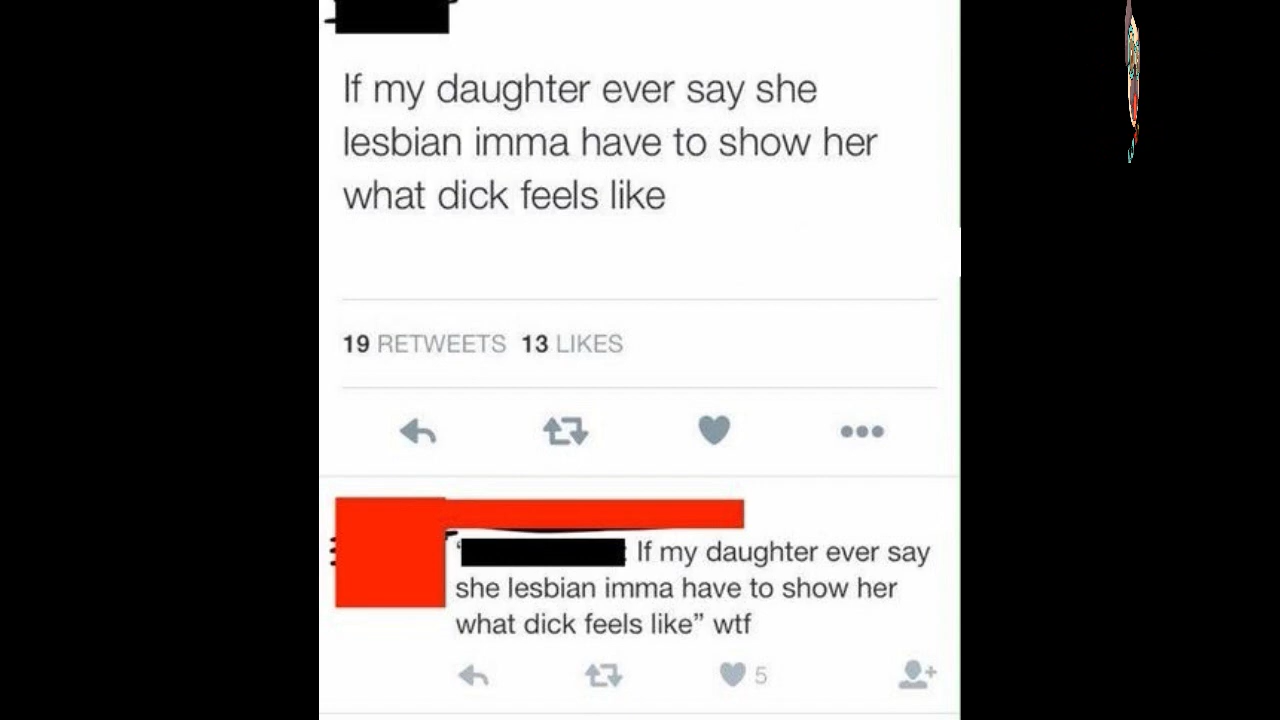 If my daughter ever say she
lesbian imma have to show her
what dick feels like
19 RETWEETS 13 LIKES
“ : If my daughter ever say
she lesbian imma have to show her
what dick feels like” wtf
5